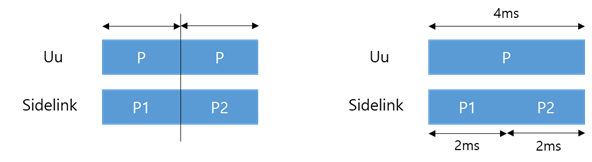 4ms
Uu P P
Uu P
Sidelink P1 P2
Sidelink P1 P2
2ms 2ms